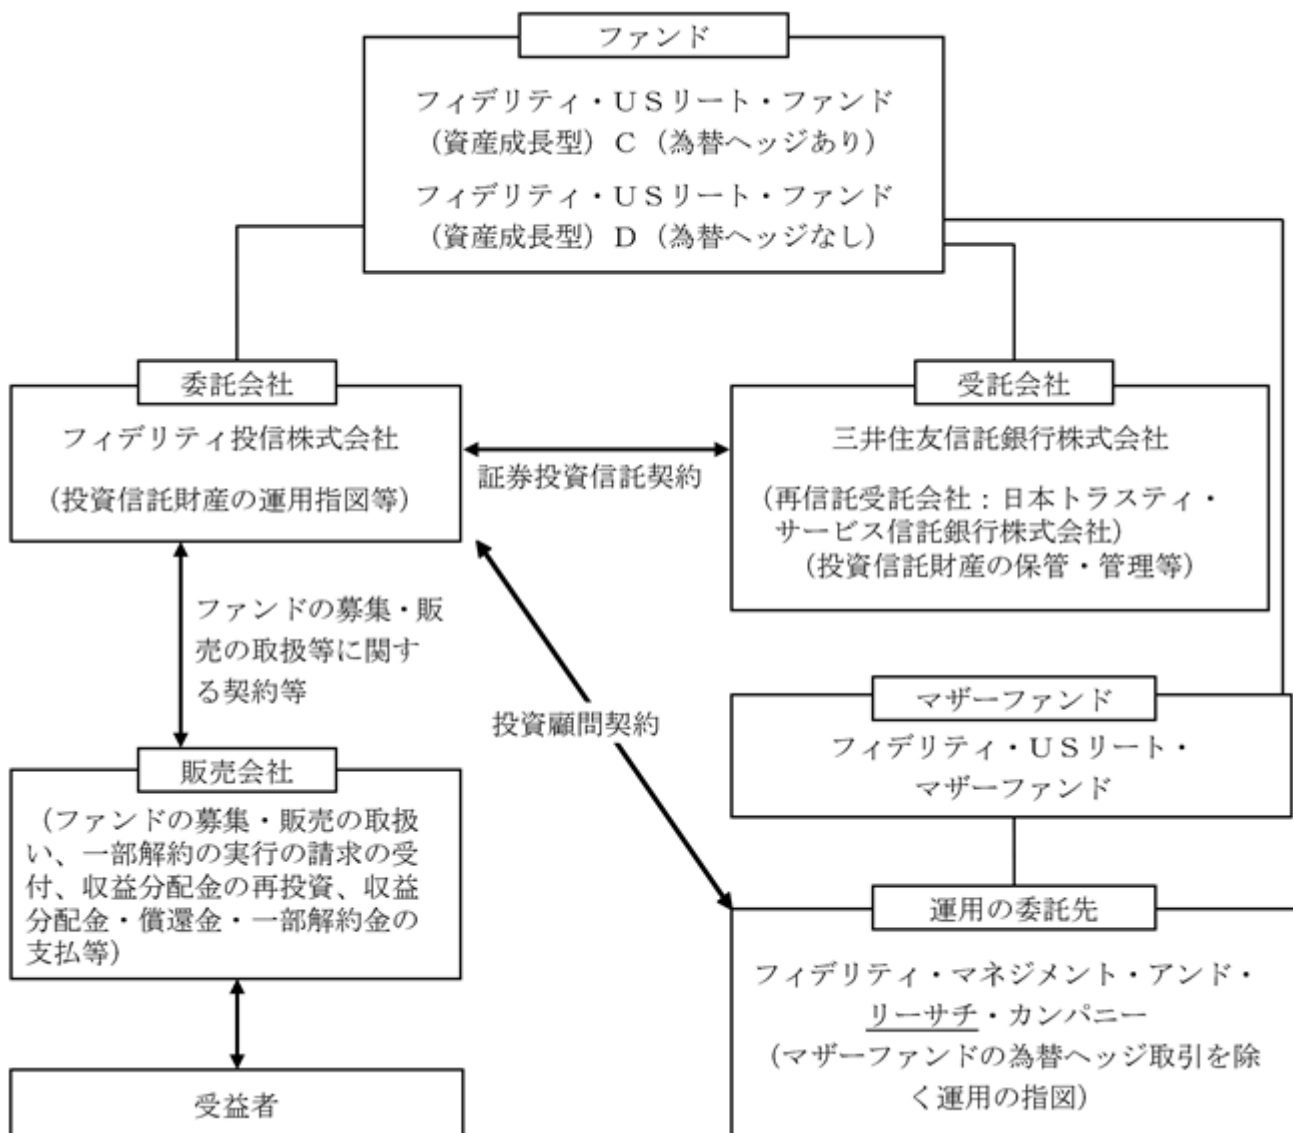 ファンド
フィデリティ・ＵＳリート・ファンド
（資産成長型）Ｃ（為替ヘッジあり）
フィデリティ・ＵＳリート・ファンド
（資産成長型）Ｄ（為替ヘッジなし）
委託会社
フィデリティ投信株式会社
（投資信託財産の運用指図等）
証券投資信託契約
受託会社
三井住友信託銀行株式会社
（再信託受託会社：日本トラスティ・
サービス信託銀行株式会社）
（投資信託財産の保管・管理等）
ファンドの募集・販
売の取扱等に関す
る契約等
投資顧問契約
マザーファンド
フィデリティ・ＵＳリート・
マザーファンド
販売会社
（ファンドの募集・販売の取扱
い、一部解約の実行の請求の受
付、収益分配金の再投資、収益
分配金・償還金・一部解約金の
支払等）
運用の委託先
フィデリティ・マネジメント・アンド・
リーサチ・カンパニー
（マザーファンドの為替ヘッジ取引を除
く運用の指図）
受益者